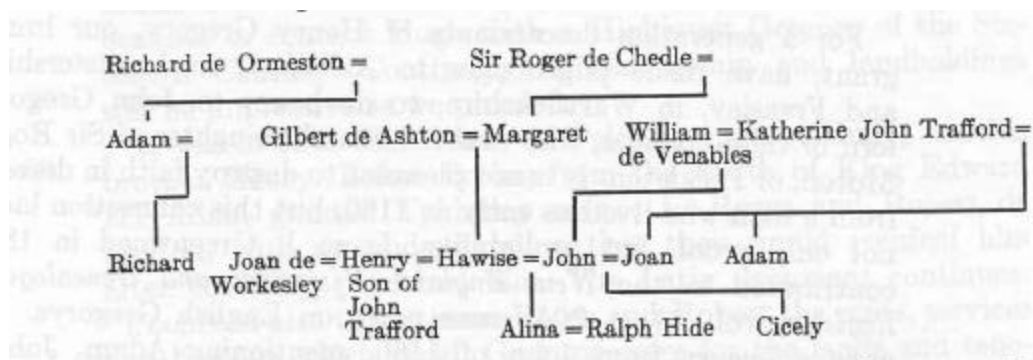 Richard de Ormeston = Sir Roger de Chedle =
Adam = Gilbert de Ashton = Margaret William = Katherine John Trafford =
de Venables
Richard Joan de = Henry = Hawise = John = Joan Adam
Workesley Son of
John
Trafford Alina = Ralph Hide Cicely